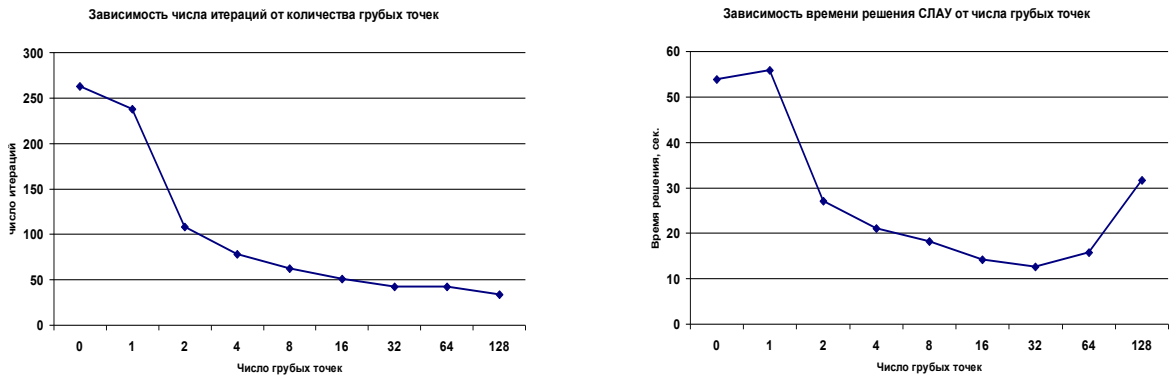 Зависимость числа итераций от количества грубых точек
300
250
200
150
100
50
0
число итераций
0 1 2 4 8 16 32 64 128
Число грубых точек
Зависимость времени решения СЛАУ от числа грубых точек
60
50
40
30
20
10
0
Время решения, сек.
0 1 2 4 8 16 32 64 128
Число грубых точек